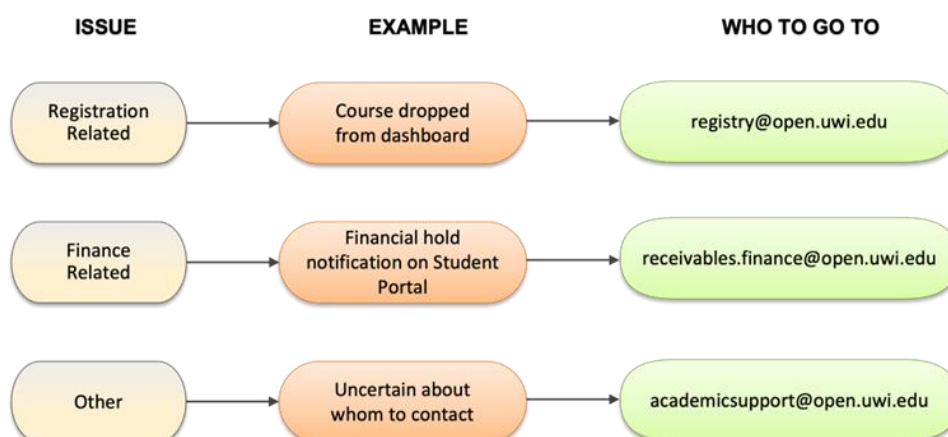 ISSUE
EXAMPLE
WHO TO GO TO
Registration
Related
Course dropped
from dashboard
registry@open.uwi.edu
Finance
Related
Financial hold
notification on Student
Portal
receivables.finance@open.uwi.edu
Other
Uncertain about
whom to contact
academicsupport@open.uwi.edu